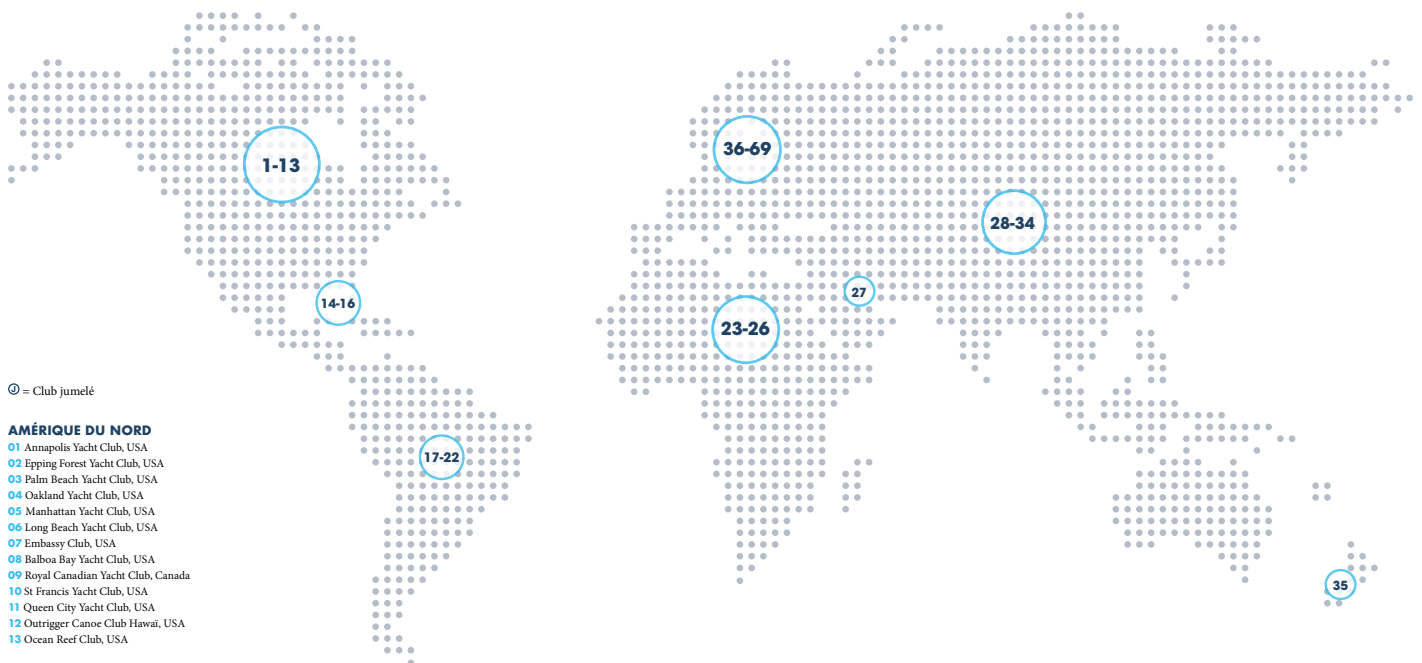 1-13
36-69
28-34
27
14-16
23-26
17-22
35
J = Club jumelé
AMÉRIQUE DU NORD
01 Annapolis Yacht Club, USA
02 Epping Forest Yacht Club, USA
03 Palm Beach Yacht Club, USA
04 Oakland Yacht Club, USA
05 Manhattan Yacht Club, USA
06 Long Beach Yacht Club, USA
07 Embassy Club, USA
08 Balboa Bay Yacht Club, USA
09 Royal Canadian Yacht Club, Canada
10 St Francis Yacht Club, USA
11 Queen City Yacht Club, USA
12 Outrigger Canoe Club Hawaï, USA
13 Ocean Reef Club, USA